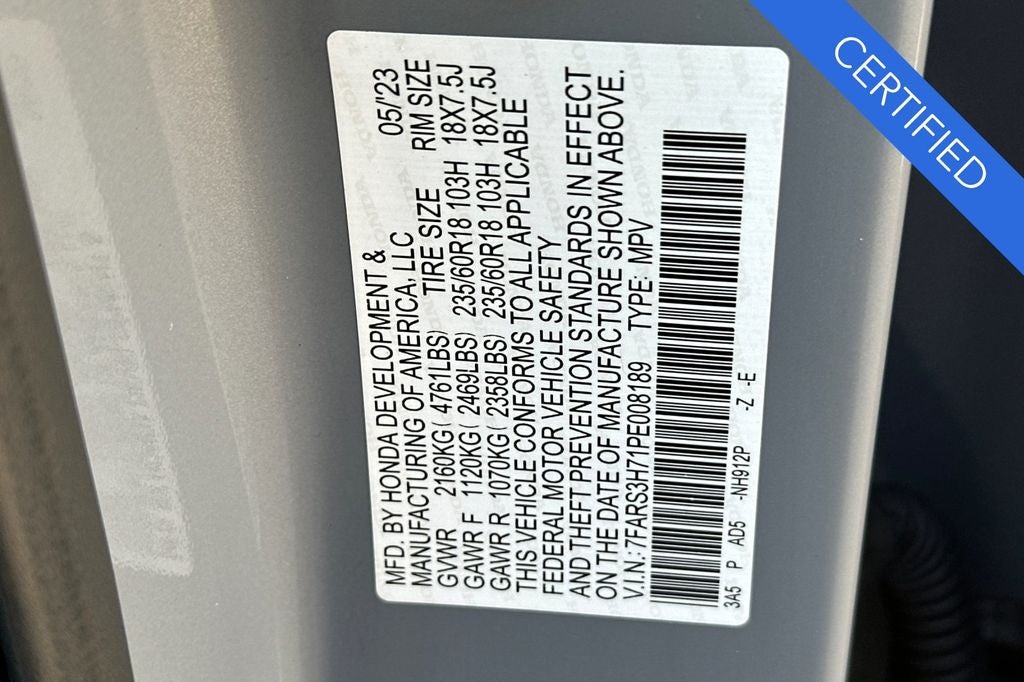 MFD. BY HONDA DEVELOPMENT & 05/'23
MANUFACTURING OF AMERICA, LLC
TIRE SIZE RIM SIZE
GVWR 2160KG( 4761LBS) 235/60R18 103H 18X7.5J
GAWR F 1120KG( 2469LBS) 235/60R18 103H 18X7.5J
GAWR R 1070KG( 2358LBS)
THIS VEHICLE CONFORMS TO ALL APPLICABLE
FEDERAL MOTOR VEHICLE SAFETY
AND THEFT PREVENTION STANDARDS IN EFFECT
ON THE DATE OF MANUFACTURE SHOWN ABOVE.
V.I.N.: 7FARS3H71PE008189 TYPE: MPV
3A5 P AD5 -NH912P -Z -E
CERTIFIED